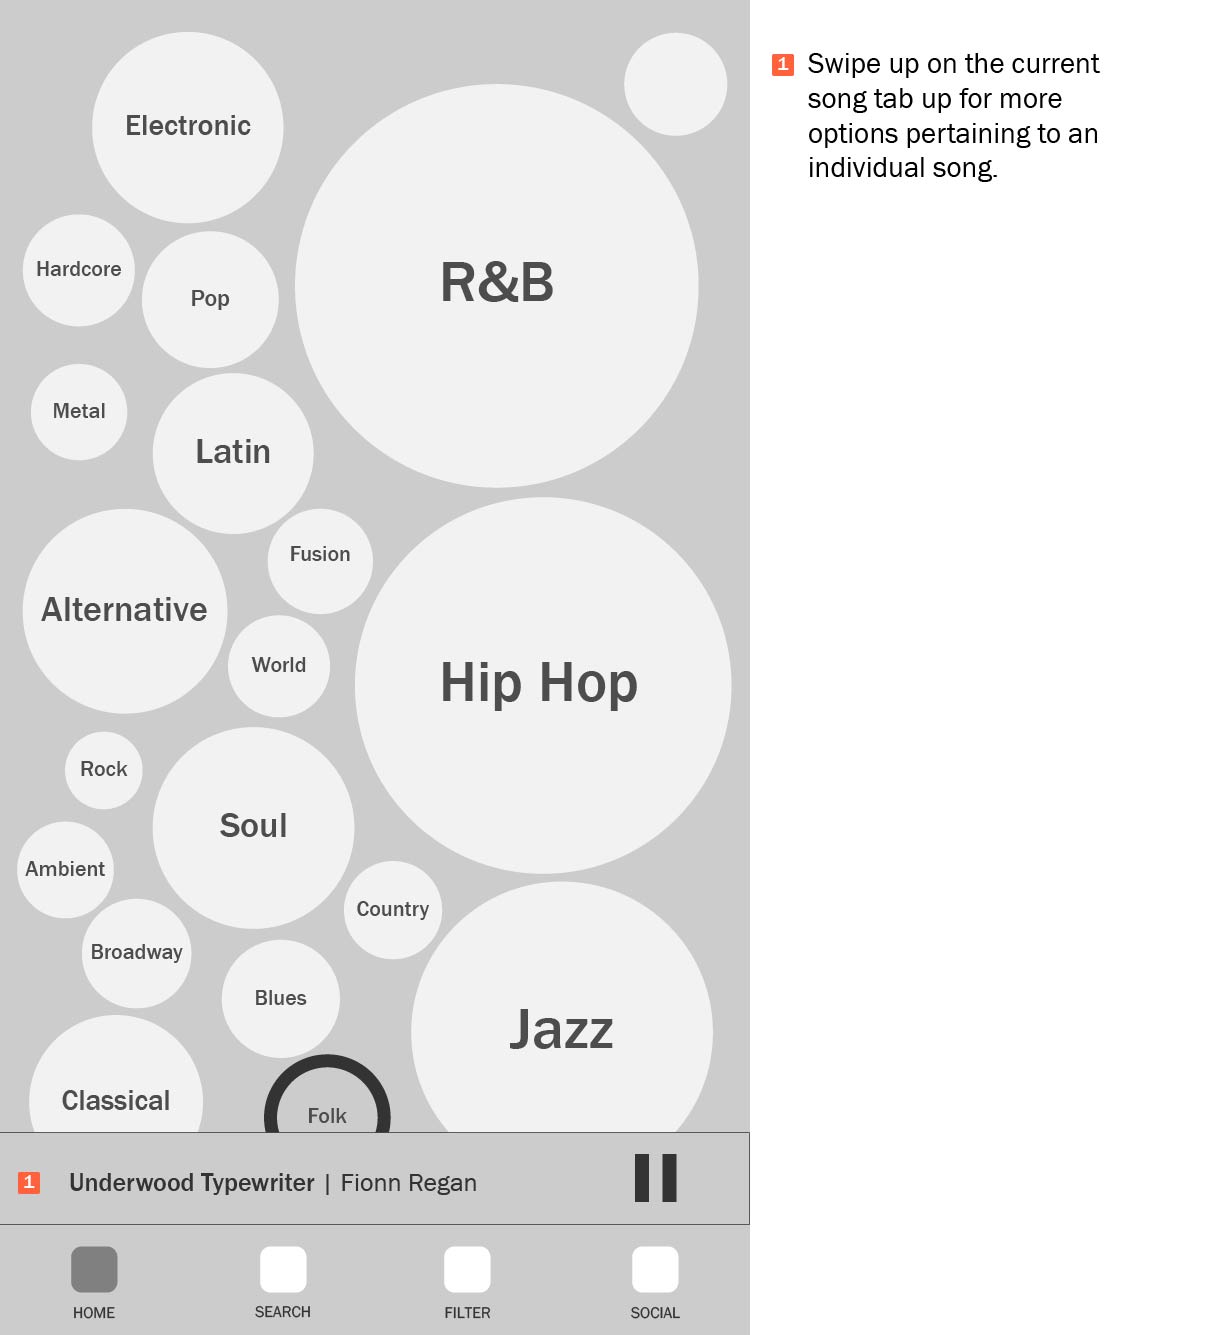 Electronic
Hardcore
Pop
R&B
Metal
Latin
Fusion
Alternative
World
Hip Hop
Rock
Soul
Ambient
Country
Broadway
Blues
Jazz
Classical
Folk
1 Underwood Typewriter | Fionn Regan
HOME
SEARCH
FILTER
SOCIAL
1 Swipe up on the current
song tab up for more
options pertaining to an
individual song.